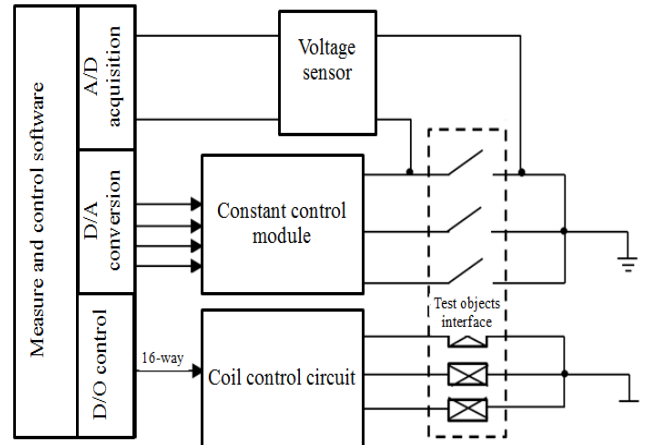 Measure and control software
A/D
acquisition
D/A
conversion
D/O control
Voltage
sensor
Constant control
module
Test objects
interface
16-way
Coil control circuit